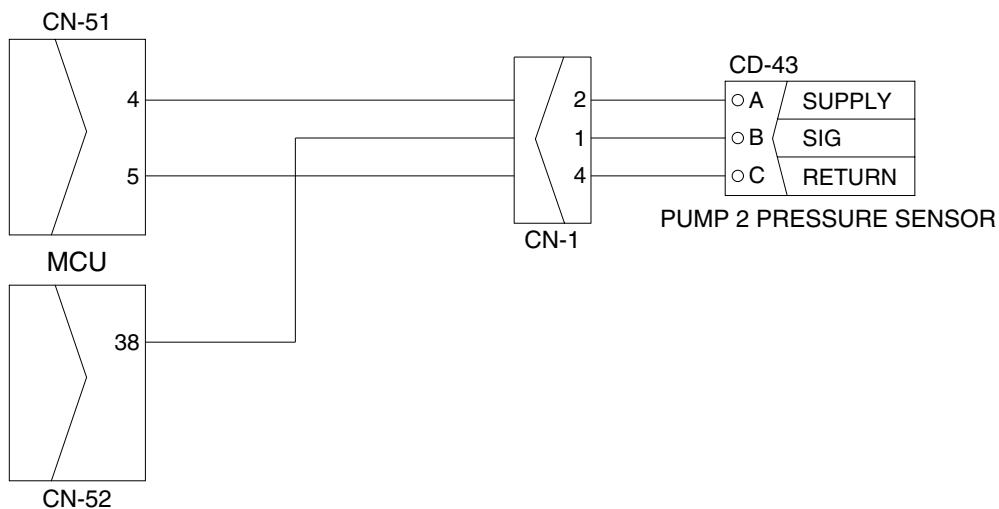 CN-51
4
5
MCU
38
CN-52
2
1
4
CN-1
CD-43
A SUPPLY
B SIG
C RETURN
PUMP 2 PRESSURE SENSOR